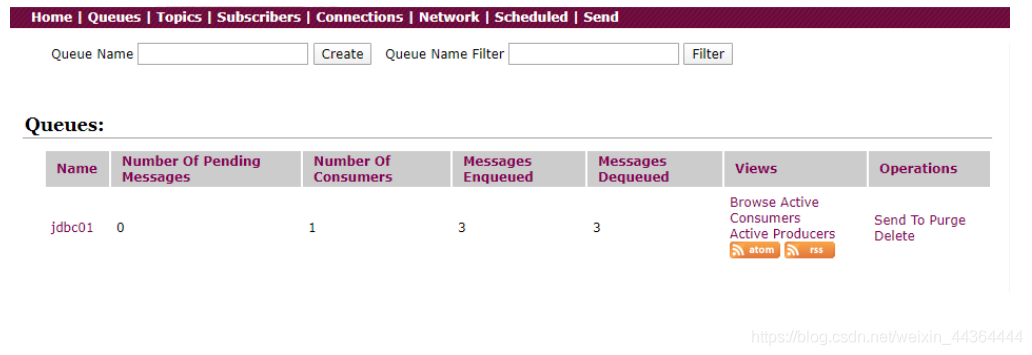 Home | Queues | Topics | Subscribers | Connections | Network | Scheduled | Send
Queue Name Create Queue Name Filter Filter
Queues:
Name Number Of Pending Messages Number Of Consumers Messages Enqueued Messages Dequeued Views Operations
jdbc01 0 1 3 3
Browse Active
Consumers
Active Producers
atom rss
Send To Purge
Delete
https://blog.csdn.net/weixin_44364444